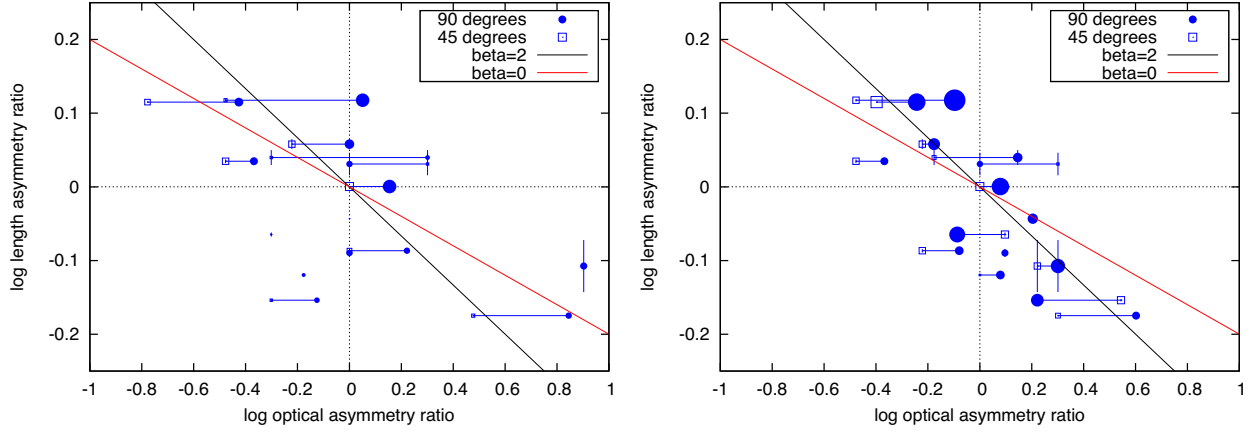 90 degrees
45 degrees
beta=2
beta=0
0.2
0.1
0
-0.1
-0.2
log length asymmetry ratio
-1 -0.8 -0.6 -0.4 -0.2 0 0.2 0.4 0.6 0.8 1
log optical asymmetry ratio
90 degrees
45 degrees
beta=2
beta=0
0.2
0.1
0
-0.1
-0.2
log length asymmetry ratio
-1 -0.8 -0.6 -0.4 -0.2 0 0.2 0.4 0.6 0.8 1
log optical asymmetry ratio